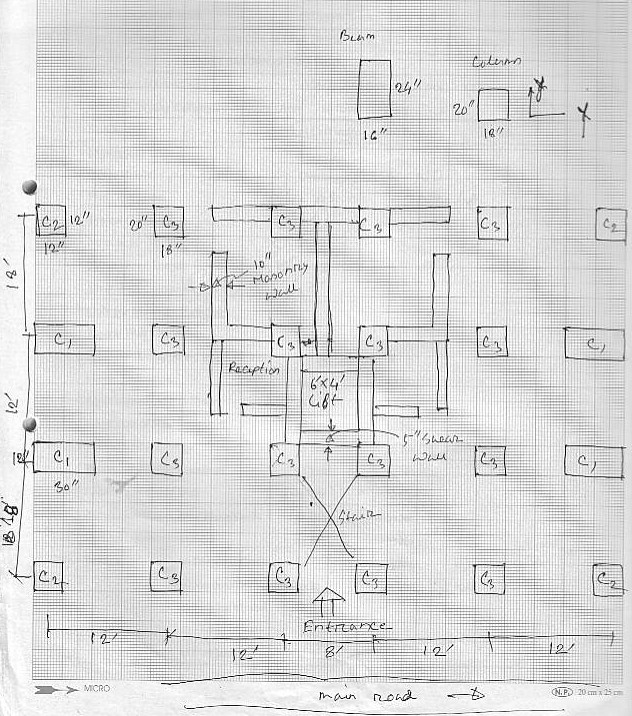 Beam
24"
16"
Column
20"
18"
Y
X
C2 12"
12"
20" C3
18"
C3
C3
C3
C2
18'
10"
Masonry
Wall
C1
C3
C3
C3
C3
C1
Reception
6'X4'
Lift
12'
5" Shear
Wall
C1
30"
C3
C3
C3
C3
C1
Stair
18'
C2
C3
C3
C3
C3
C2
Entrance
12'
12'
8'
12'
12'
MICRO
main road
N.P. 20 cm x 25 cm